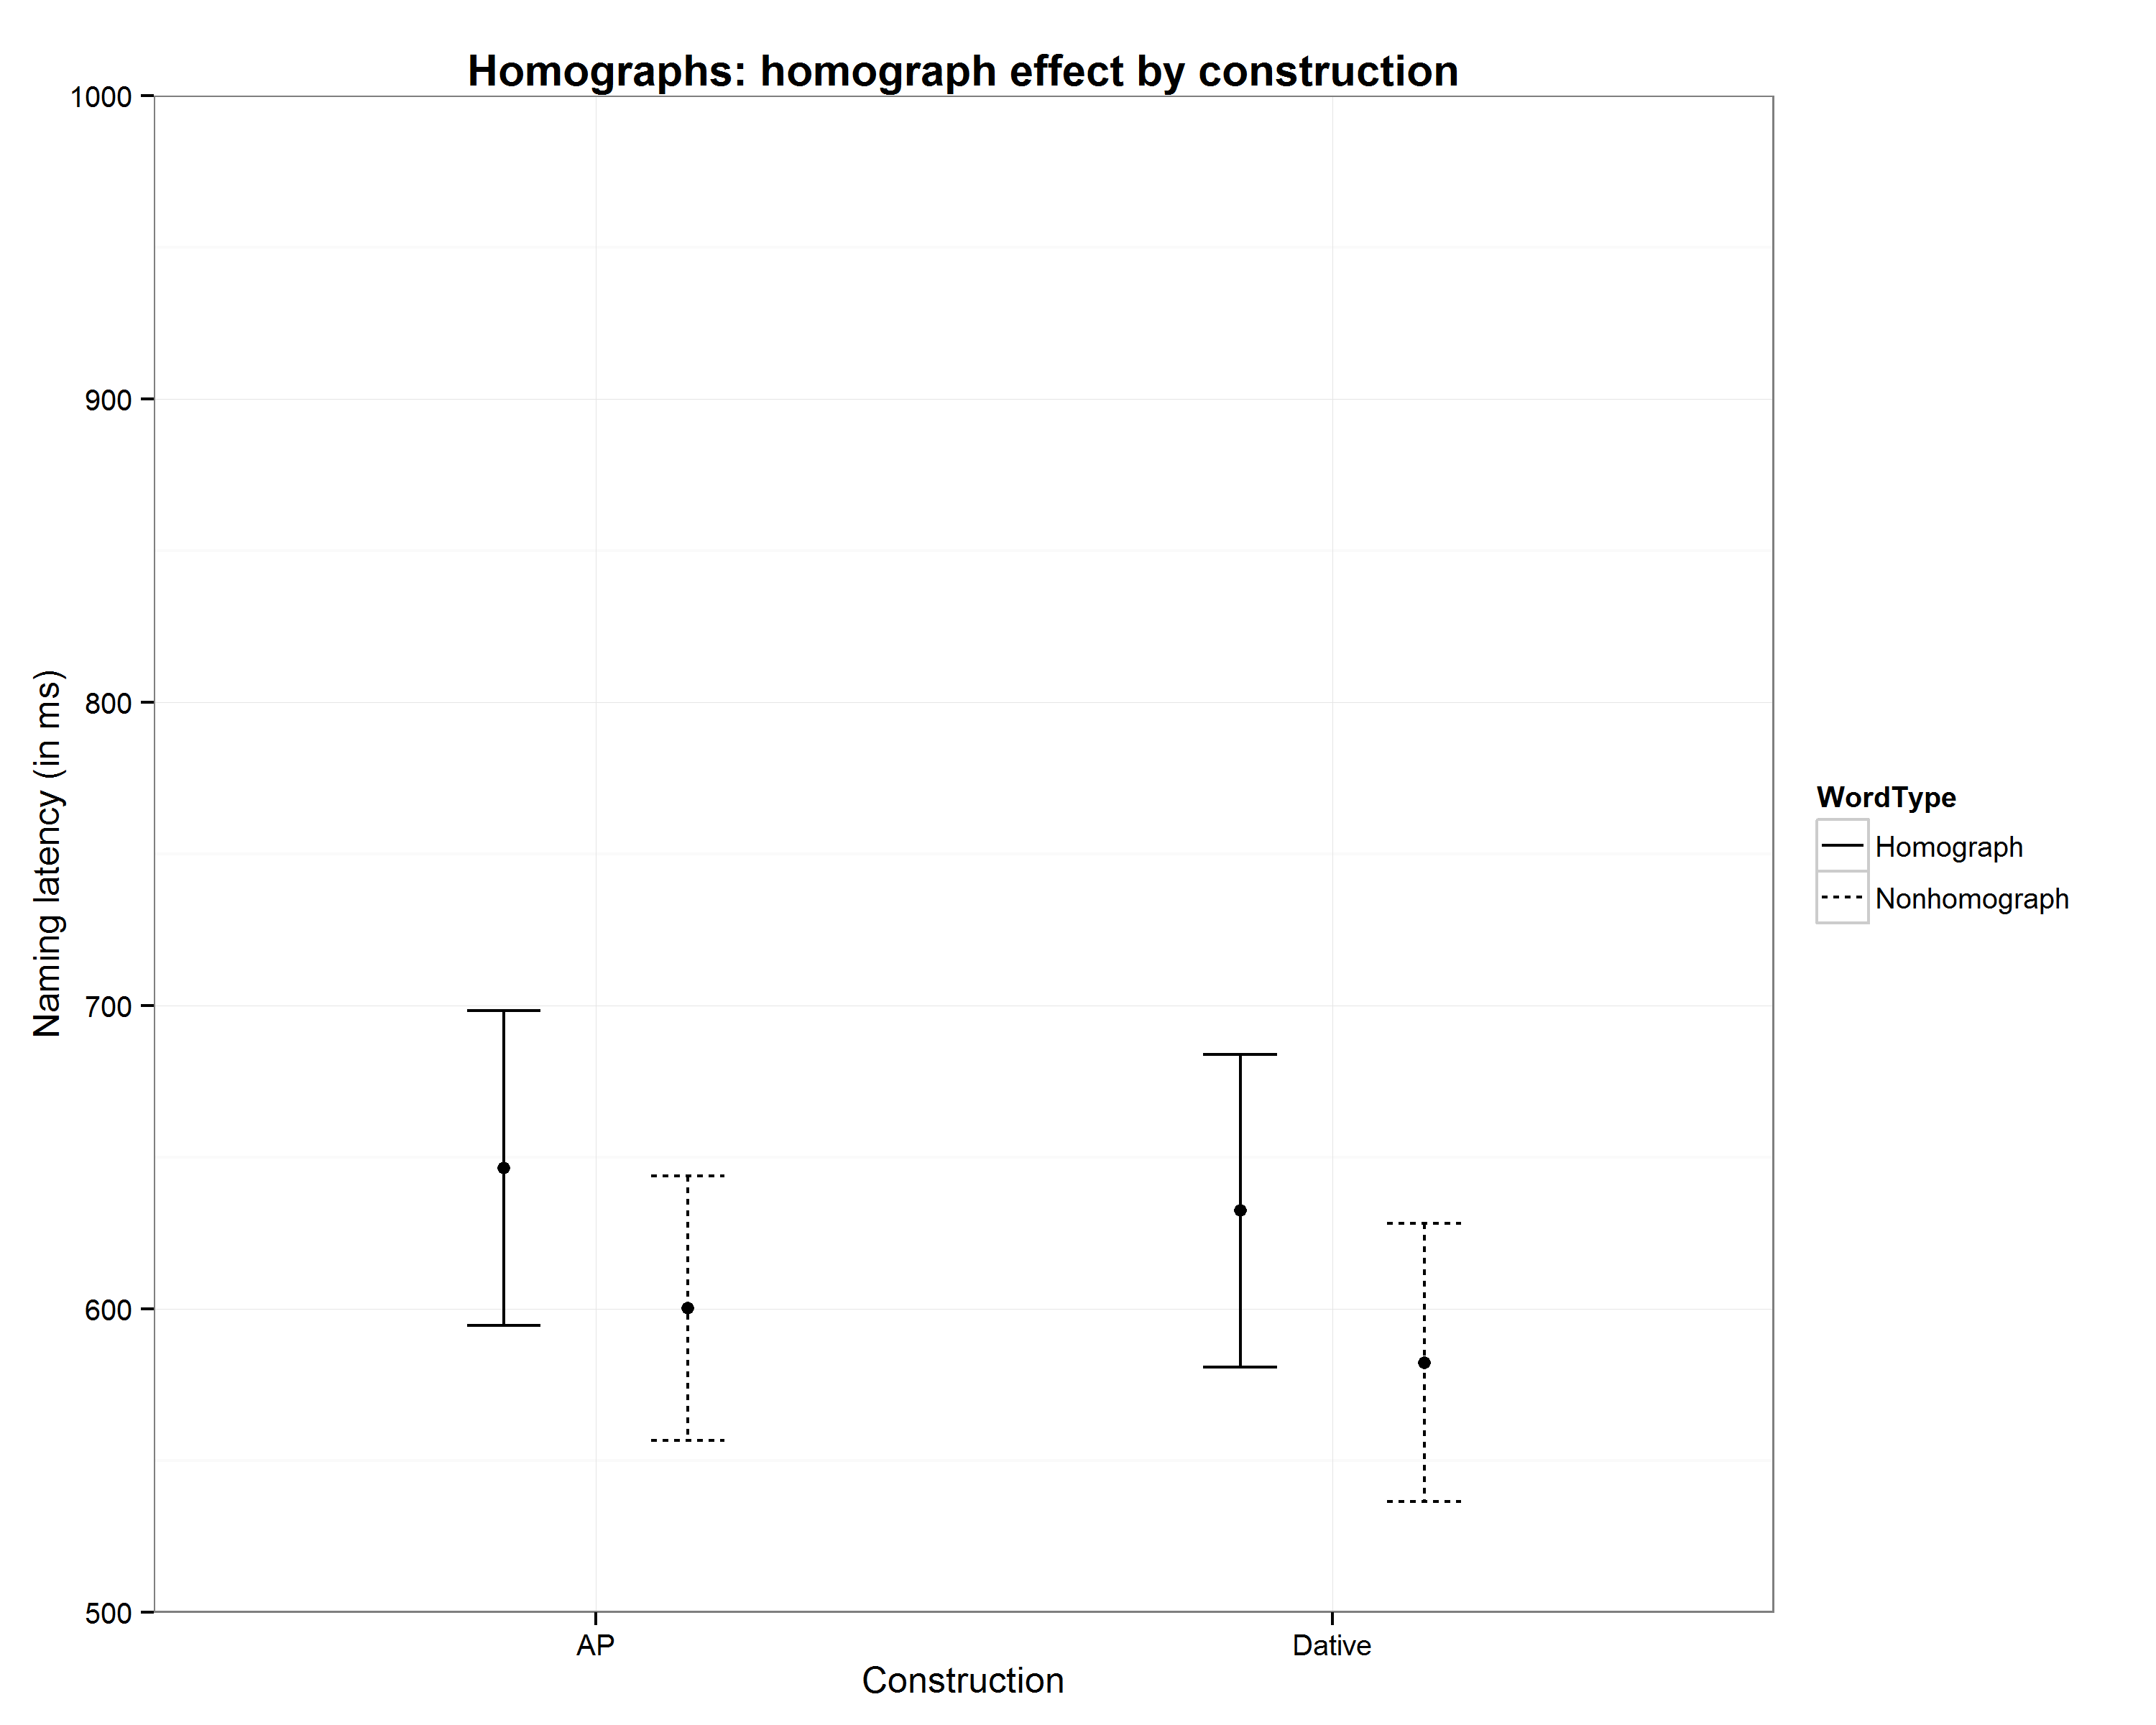 Homographs: homograph effect by construction
1000
900
800
700
600
500
Naming latency (in ms)
AP
Dative
Construction
WordType
Homograph
Nonhomograph